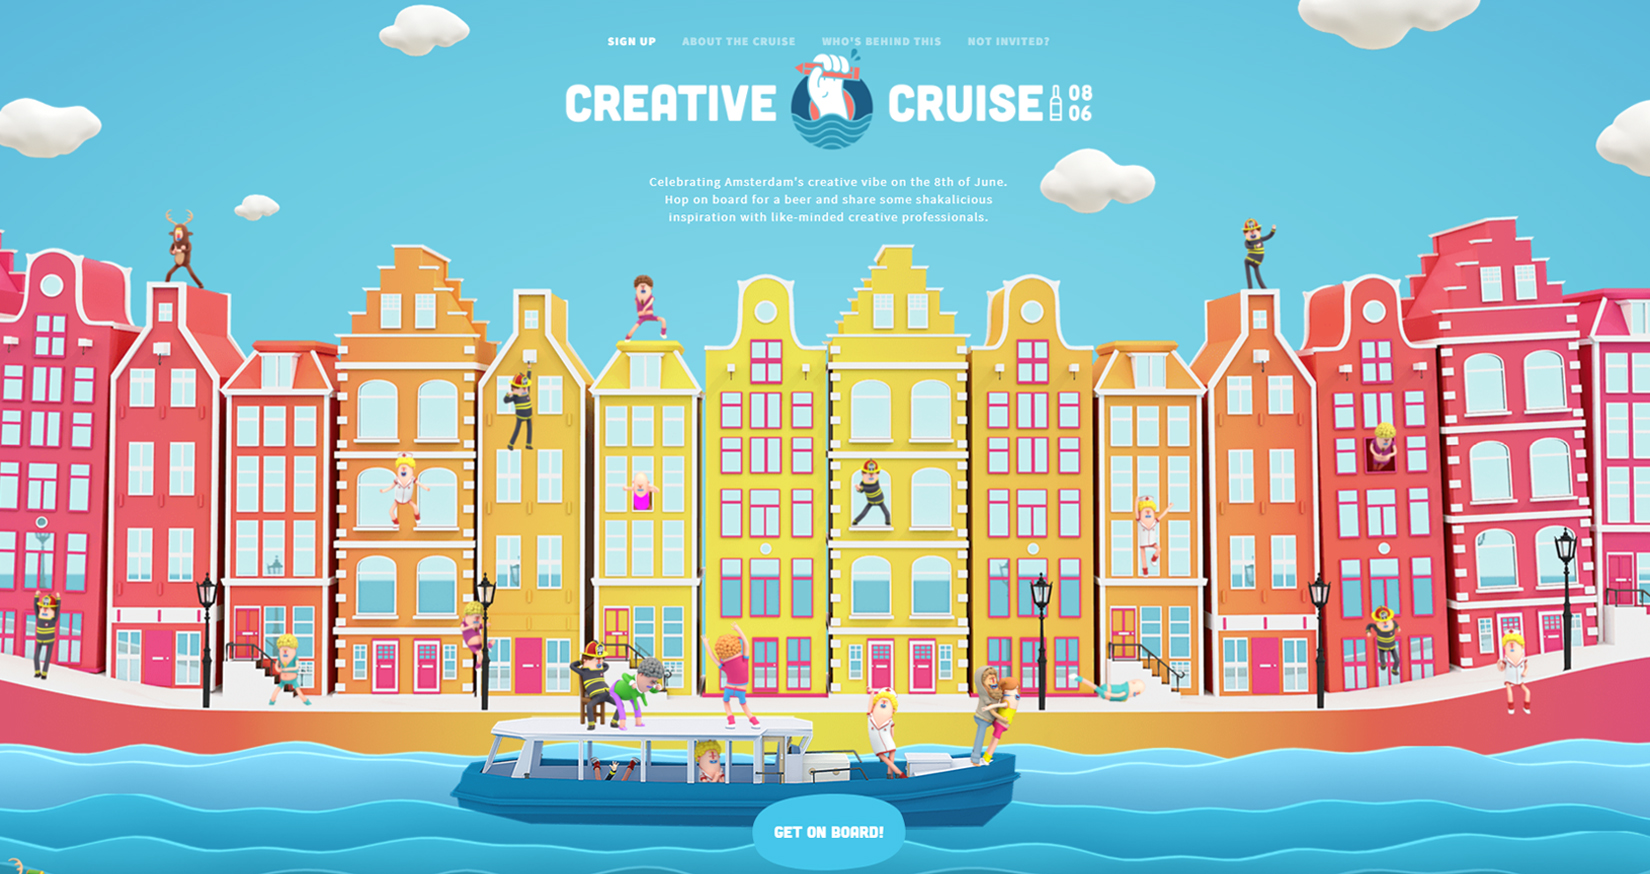 SIGN UP ABOUT THE CRUISE WHO'S BEHIND THIS NOT INVITED?
CREATIVE CRUISE 08
06
Celebrating Amsterdam's creative vibe on the 8th of June.
Hop on board for a beer and share some shakalicious
inspiration with like-minded creative professionals.
GET ON BOARD!